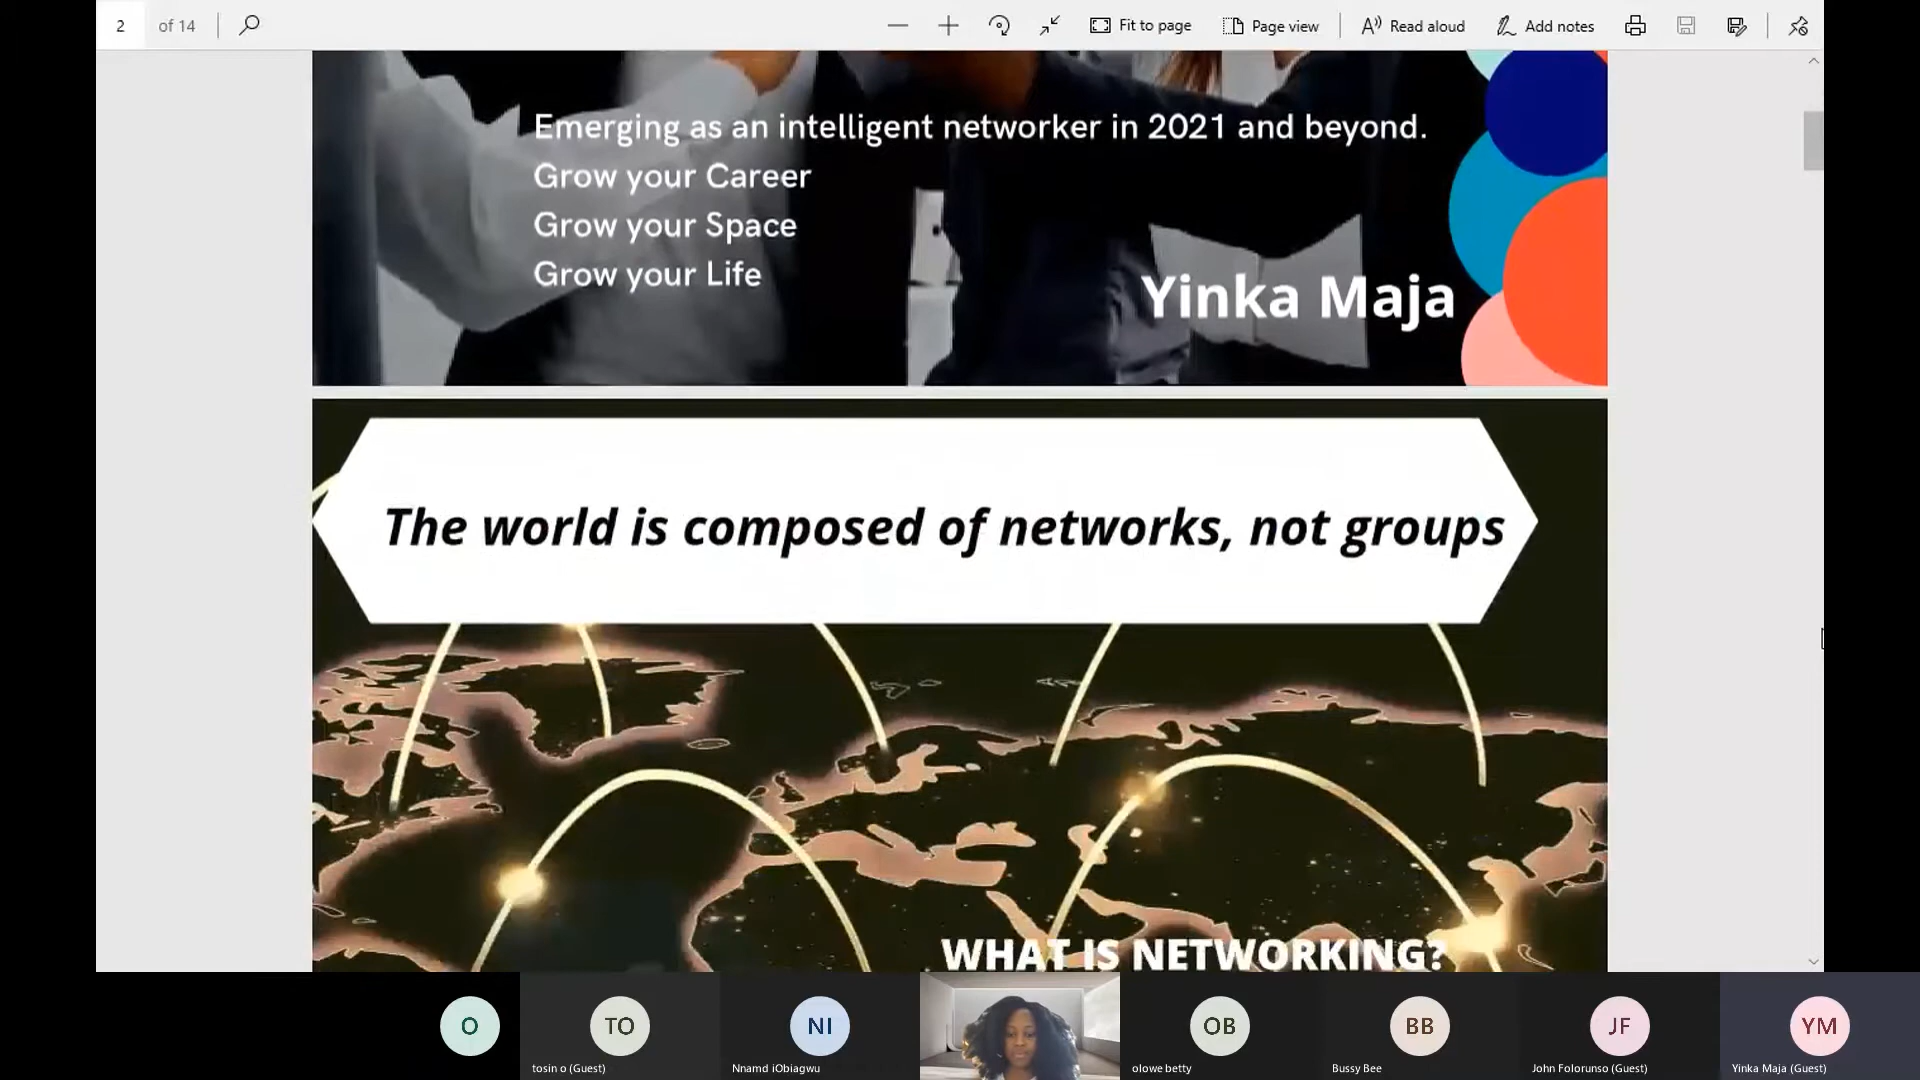 2 of 14
Fit to page
Page view
Read aloud
Add notes
Emerging as an intelligent networker in 2021 and beyond.
Grow your Career
Grow your Space
Grow your Life
Yinka Maja
The world is composed of networks, not groups
WHAT IS NETWORKING?
O
TO
NI
OB
BB
JF
YM
tosin o (Guest)
Nnamd iObiagwu
olowe betty
Bussy Bee
John Folorunso (Guest)
Yinka Maja (Guest)